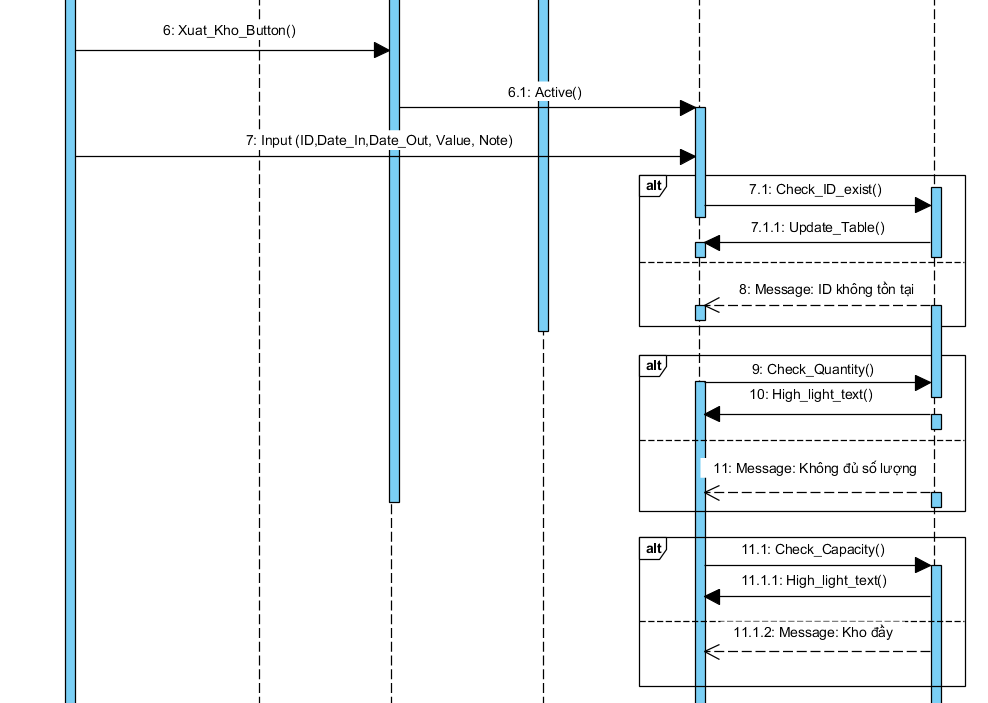 6: Xuat_Kho_Button()
6.1: Active()
7: Input (ID,Date_In,Date_Out, Value, Note)
alt
7.1: Check_ID_exist()
7.1.1: Update_Table()
8: Message: ID không tồn tại
alt
9: Check_Quantity()
10: High_light_text()
11: Message: Không đủ số lượng
alt
11.1: Check_Capacity()
11.1.1: High_light_text()
11.1.2: Message: Kho đầy